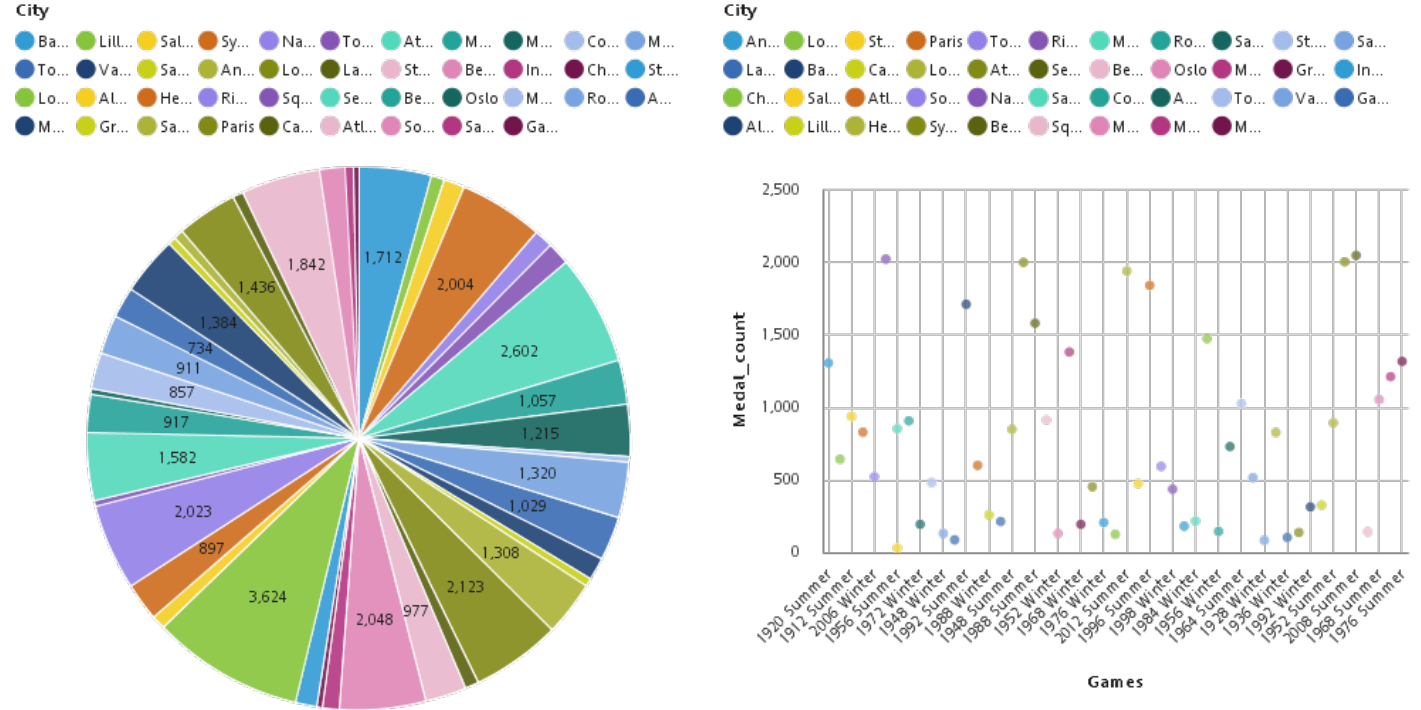 City
Ba... Lill... Sal... Sy... Na... To... At... M... M... Co... M...
To... Va... Sa... An... Lo... La... St... Be... In... Ch... St...
Lo... Al... He... Ri... Sq... Se... Be... Oslo M... Ro... A...
M... Gr... Sa... Paris Ca... Atl... So... Sa... Ga...
1,712
1,842
2,004
1,436
2,602
1,384
734
911
857
1,057
917
1,215
1,320
1,582
1,029
2,023
1,308
897
2,123
3,624
977
2,048
City
An... Lo... St... Paris To... Ri... M... Ro... Sa... St... Sa...
La... Ba... Ca... Lo... At... Se... Be... Oslo M... Gr... In...
Ch... Sal... Atl... So... Na... Sa... Co... A... To... Va... Ga...
Al... Lill... He... Sy... Be... Sq... M... M... M...
2,500
2,000
1,500
1,000
500
0
Medal_count
1920 Summer
1912 Summer
2006 Winter
1956 Summer
1972 Winter
1948 Winter
1992 Summer
1988 Winter
1948 Summer
1988 Summer
1952 Winter
1968 Winter
1976 Winter
2012 Summer
1996 Summer
1998 Winter
1984 Winter
1956 Winter
1964 Summer
1928 Winter
1936 Winter
1992 Winter
1952 Summer
2008 Summer
1968 Summer
1976 Summer
Games